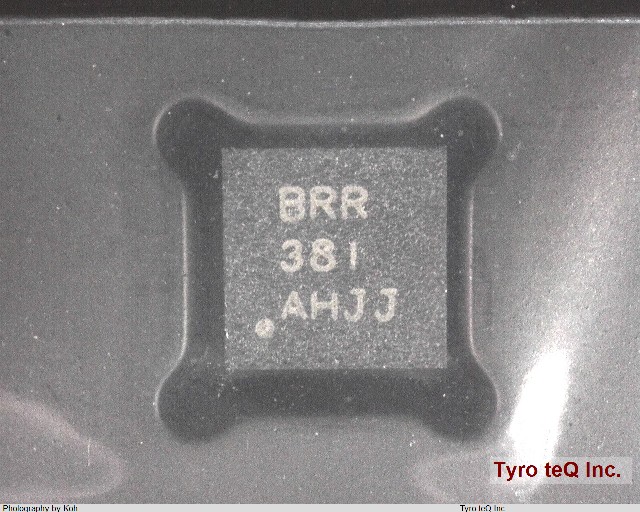 BRR
381
AHJJ
Tyro teQ Inc.
Photography by Koh
Tyro teQ Inc